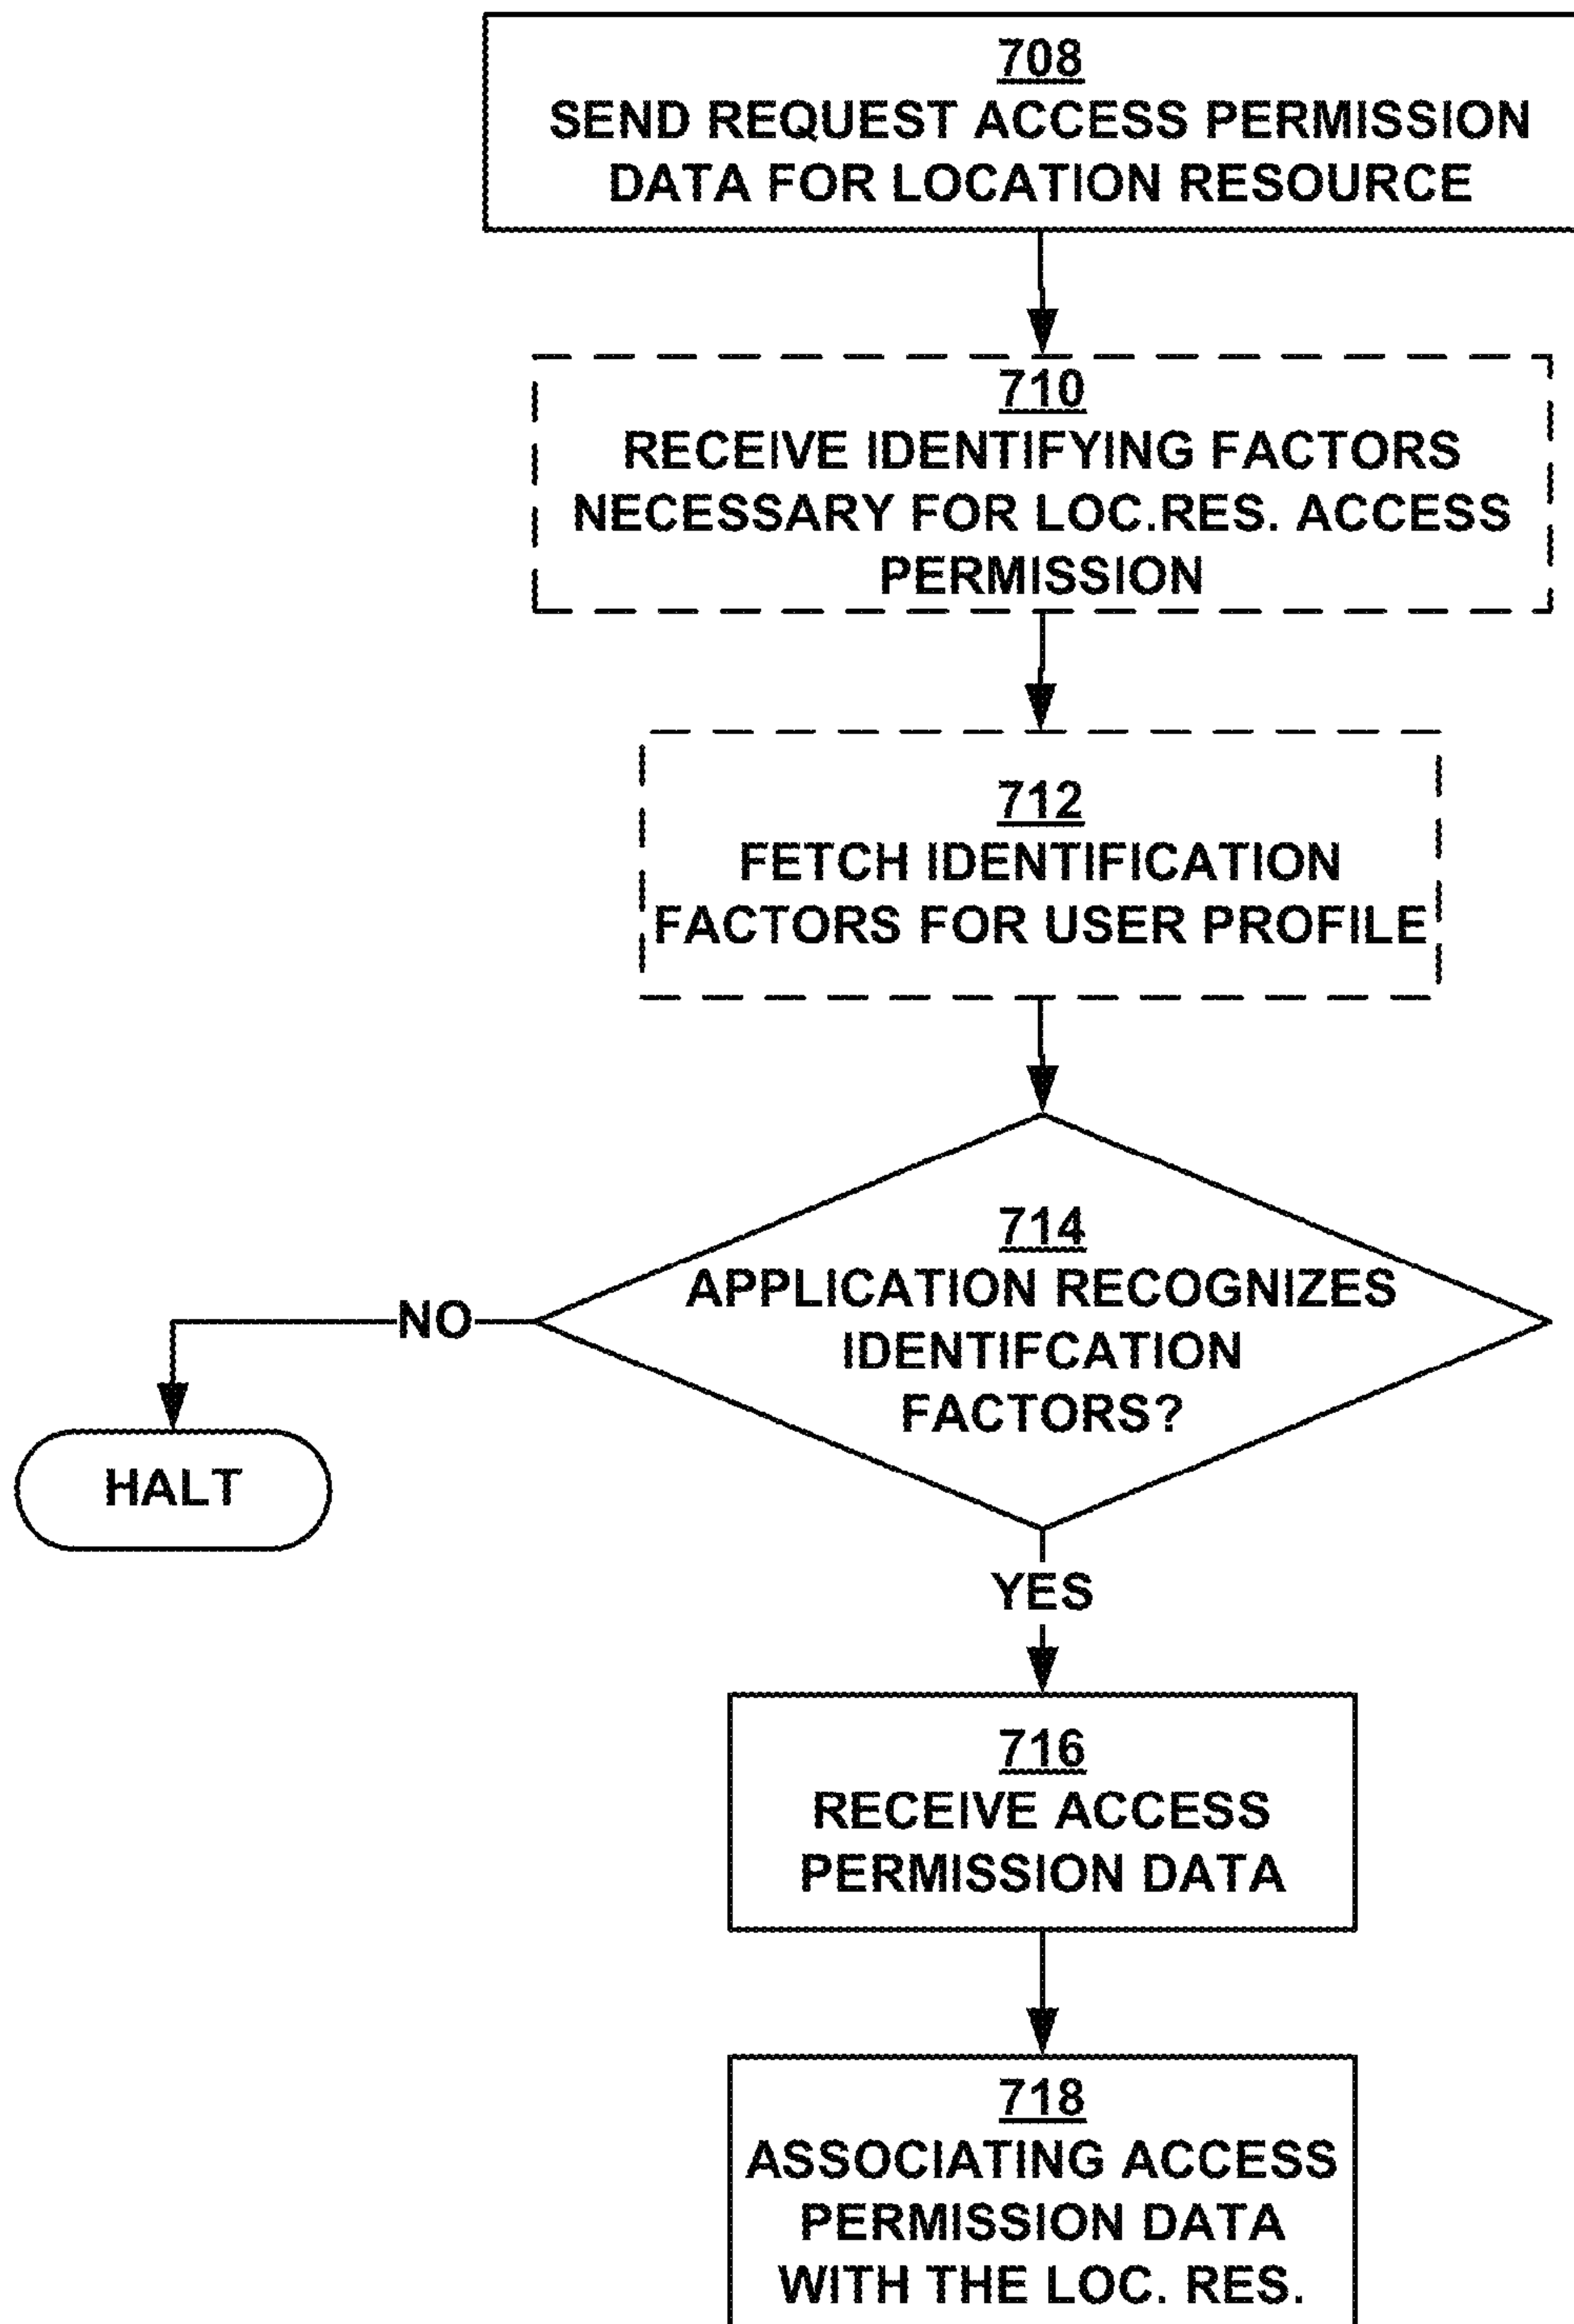 708
SEND REQUEST ACCESS PERMISSION
DATA FOR LOCATION RESOURCE
710
RECEIVE IDENTIFYING FACTORS
NECESSARY FOR LOC.RES. ACCESS
PERMISSION
712
FETCH IDENTIFICATION
FACTORS FOR USER PROFILE
714
APPLICATION RECOGNIZES
IDENTIFCATION
FACTORS?
NO
HALT
YES
716
RECEIVE ACCESS
PERMISSION DATA
718
ASSOCIATING ACCESS
PERMISSION DATA
WITH THE LOC. RES.